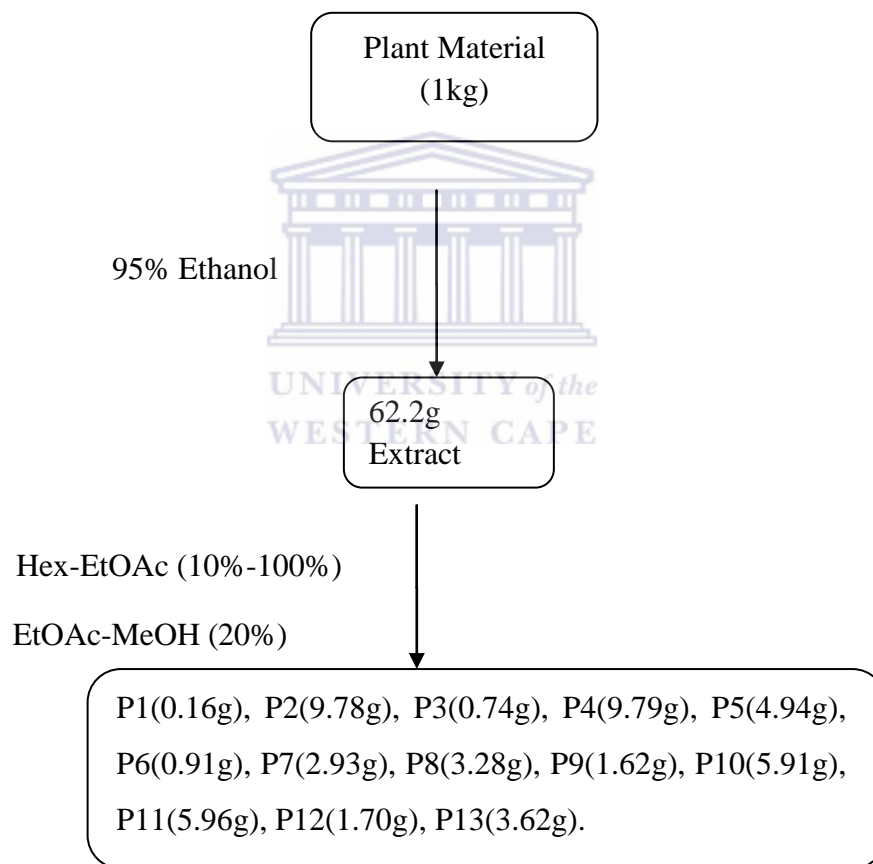 Plant Material
(1kg)
95% Ethanol
UNIVERSITY of the
WESTERN CAPE
62.2g
Extract
Hex-EtOAc (10%-100%)
EtOAc-MeOH (20%)
P1(0.16g), P2(9.78g), P3(0.74g), P4(9.79g), P5(4.94g),
P6(0.91g), P7(2.93g), P8(3.28g), P9(1.62g), P10(5.91g),
P11(5.96g), P12(1.70g), P13(3.62g).